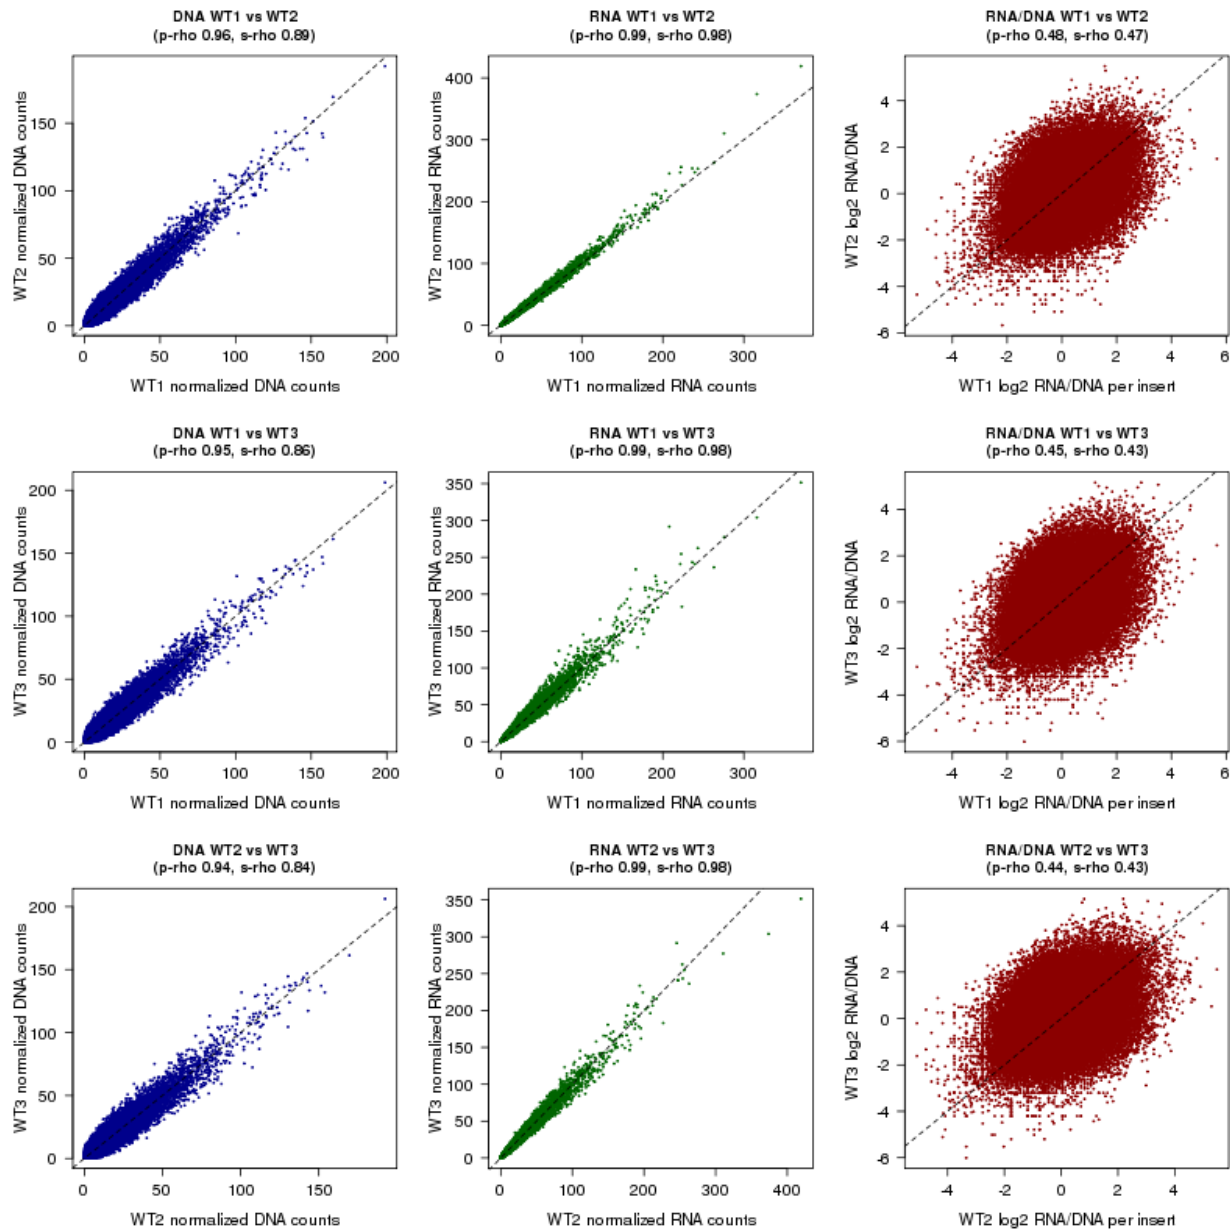 DNA WT1 vs WT2
(p-rho 0.96, s-rho 0.89)
WT2 normalized DNA counts
150
100
50
0
0 50 100 150 200
WT1 normalized DNA counts
RNA WT1 vs WT2
(p-rho 0.99, s-rho 0.98)
WT2 normalized RNA counts
400
300
200
100
0
0 100 200 300
WT1 normalized RNA counts
RNA/DNA WT1 vs WT2
(p-rho 0.48, s-rho 0.47)
WT2 log2 RNA/DNA
4
2
0
-2
-4
-6
-4 -2 0 2 4 6
WT1 log2 RNA/DNA per insert
DNA WT1 vs WT3
(p-rho 0.95, s-rho 0.86)
WT3 normalized DNA counts
200
150
100
50
0
0 50 100 150 200
WT1 normalized DNA counts
RNA WT1 vs WT3
(p-rho 0.99, s-rho 0.98)
WT3 normalized RNA counts
350
300
250
200
150
100
50
0
0 100 200 300
WT1 normalized RNA counts
RNA/DNA WT1 vs WT3
(p-rho 0.45, s-rho 0.43)
WT3 log2 RNA/DNA
4
2
0
-2
-4
-6
-4 -2 0 2 4 6
WT1 log2 RNA/DNA per insert
DNA WT2 vs WT3
(p-rho 0.94, s-rho 0.84)
WT3 normalized DNA counts
200
150
100
50
0
0 50 100 150
WT2 normalized DNA counts
RNA WT2 vs WT3
(p-rho 0.99, s-rho 0.98)
WT3 normalized RNA counts
350
300
250
200
150
100
50
0
0 100 200 300 400
WT2 normalized RNA counts
RNA/DNA WT2 vs WT3
(p-rho 0.44, s-rho 0.43)
WT3 log2 RNA/DNA
4
2
0
-2
-4
-6
-4 -2 0 2 4
WT2 log2 RNA/DNA per insert